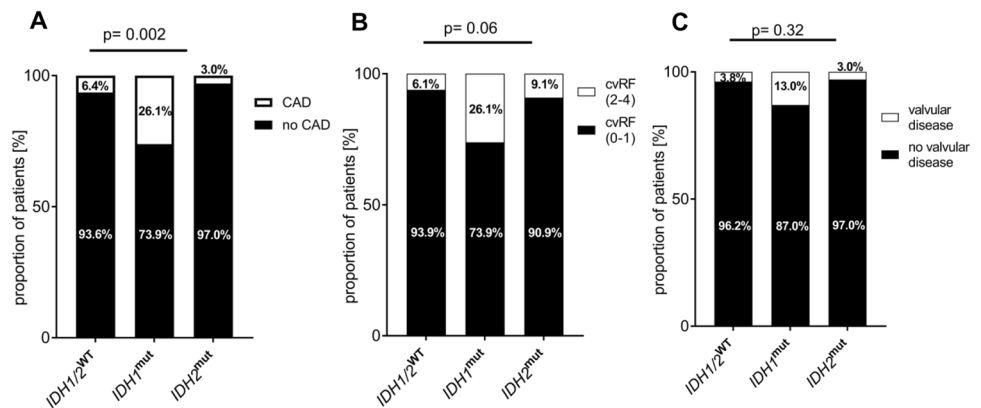 A
p= 0.002
proportion of patients [%]
100
50
0
6.4%
26.1%
3.0%
93.6%
73.9%
97.0%
CAD
no CAD
IDH1/2WT
IDH1mut
IDH2mut
B
p= 0.06
proportion of patients [%]
100
50
0
6.1%
26.1%
9.1%
93.9%
73.9%
90.9%
cvRF
(2-4)
cvRF
(0-1)
IDH1/2WT
IDH1mut
IDH2mut
C
p= 0.32
proportion of patients [%]
100
50
0
3.8%
13.0%
3.0%
96.2%
87.0%
97.0%
valvular
disease
no valvular
disease
IDH1/2WT
IDH1mut
IDH2mut